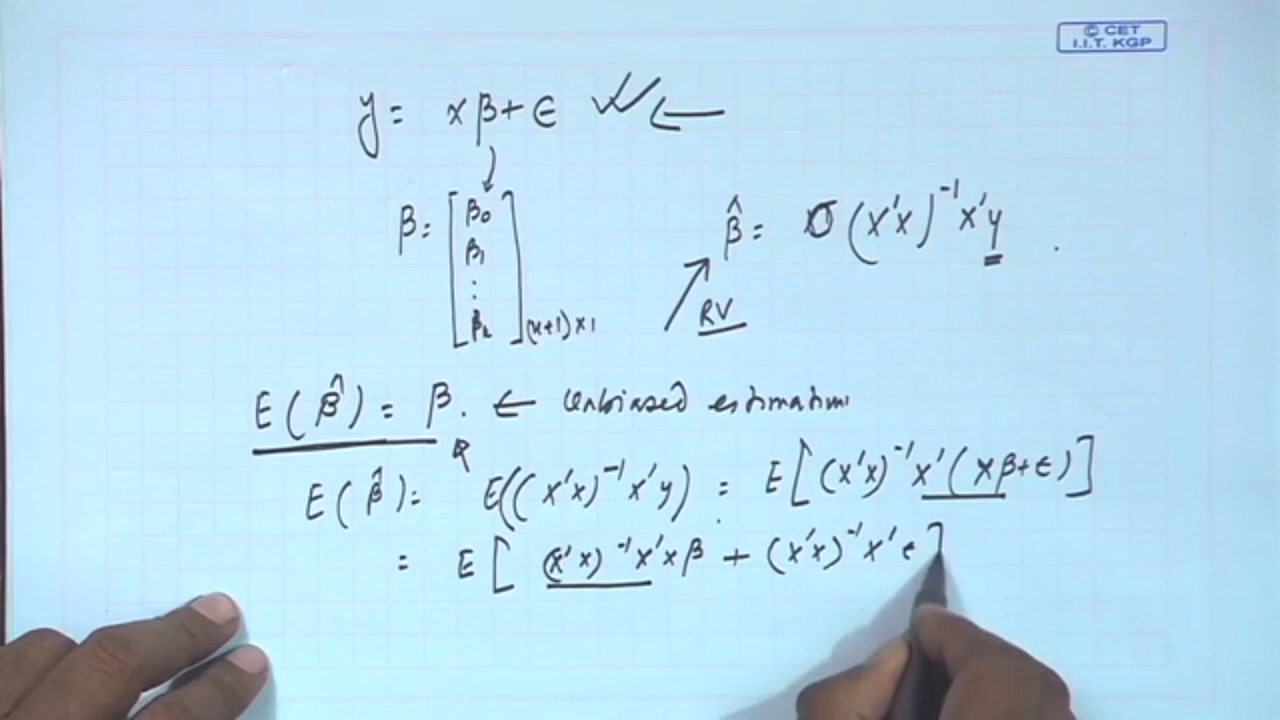 © CET
I.I.T. KGP
y = xβ + ϵ
β = [β0 β1 ⋮ βk](k+1)×1
β̂ = (x'x)⁻¹x'y
RV
E(β̂) = β. ← Unbiased estimation
E(β̂) = E((x'x)⁻¹x'y) = E[(x'x)⁻¹x'(xβ+ϵ)]
= E[(x'x)⁻¹x'xβ + (x'x)⁻¹x'ϵ]